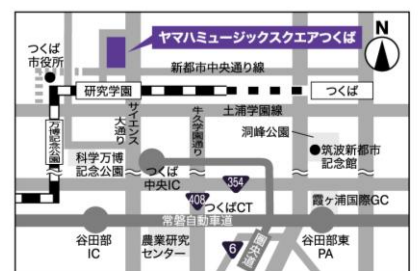 ヤマハミュージックスクエアつくば
N
つくば
市役所
新都市中央通り線
研究学園
つくば
土浦学園線
万博記念公園
サイエンス
大通り
牛久学園通り
洞峰公園
筑波新都市
記念館
科学万博
記念公園
つくば
中央IC
354
408
つくばCT
霞ヶ浦国際GC
常磐自動車道
谷田部
IC
農業研究
センター
6
圏央道
谷田部東
PA